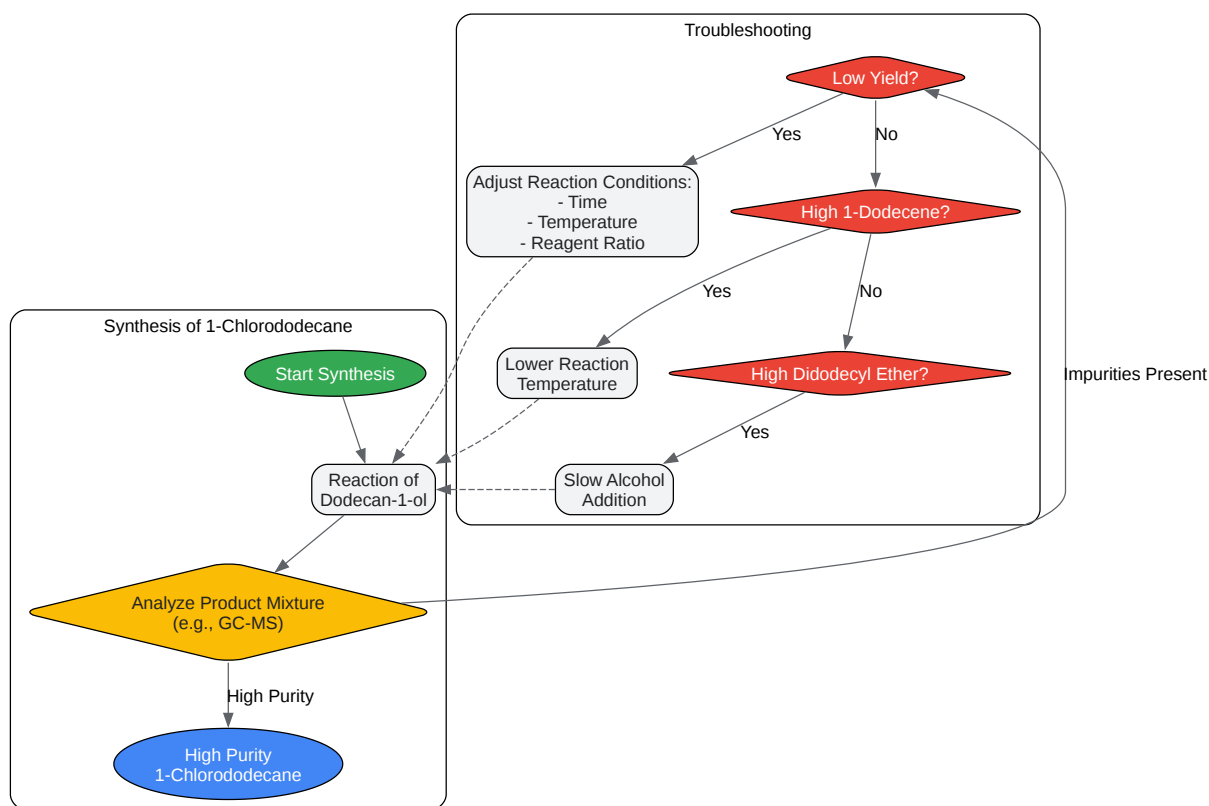 Troubleshooting
Low Yield?
Yes
No
Adjust Reaction Conditions:
- Time
- Temperature
- Reagent Ratio
High 1-Dodecene?
Yes
No
Synthesis of 1-Chlorododecane
Start Synthesis
Lower Reaction
Temperature
High Didodecyl Ether?
Impurities Present
Yes
Reaction of
Dodecan-1-ol
Slow Alcohol
Addition
Analyze Product Mixture
(e.g., GC-MS)
High Purity
High Purity
1-Chlorododecane